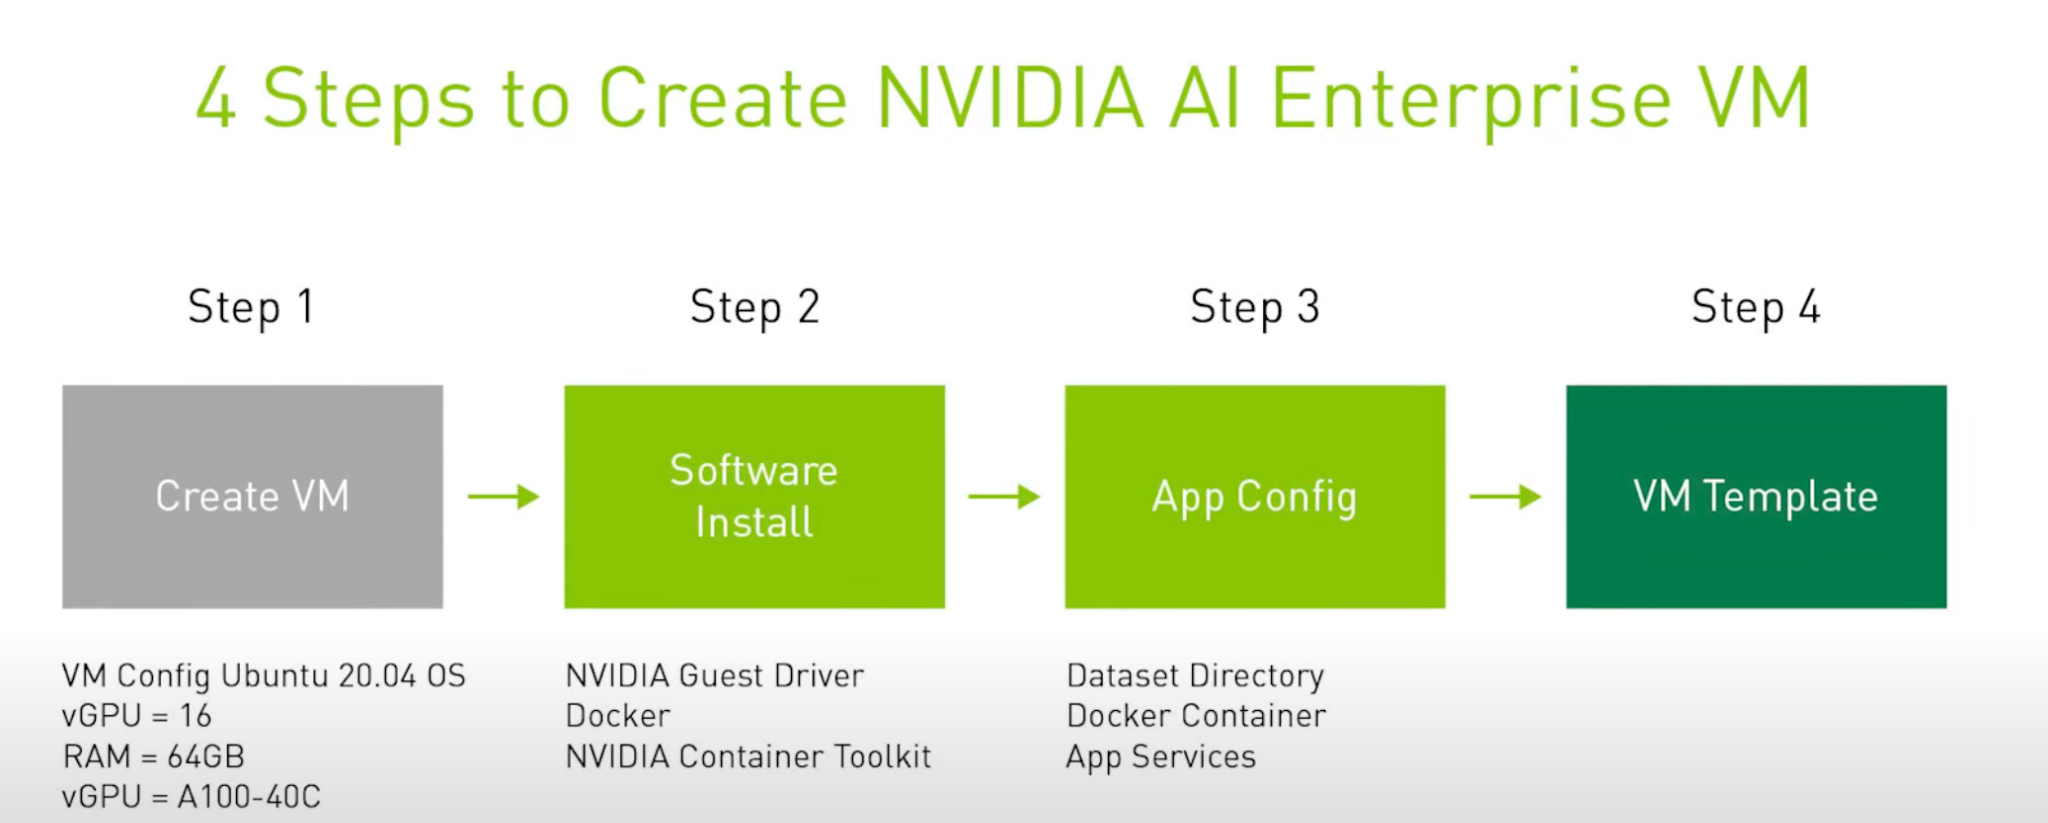 4 Steps to Create NVIDIA AI Enterprise VM
Step 1
Step 2
Step 3
Step 4
Create VM
Software
Install
App Config
VM Template
VM Config Ubuntu 20.04 OS
vGPU = 16
RAM = 64GB
vGPU = A100-40C
NVIDIA Guest Driver
Docker
NVIDIA Container Toolkit
Dataset Directory
Docker Container
App Services